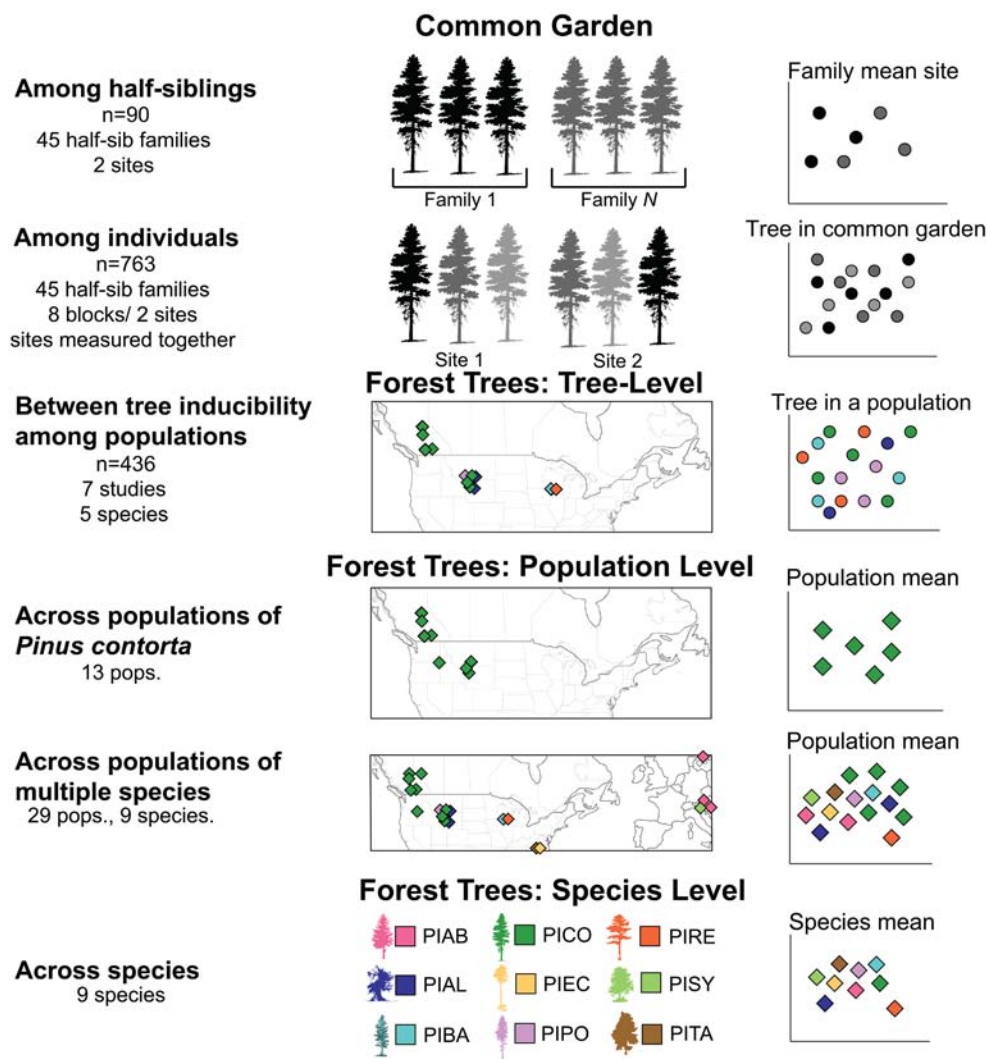 Common Garden
Among half-siblings
n=90
45 half-sib families
2 sites
Family 1
Family N
Family mean site
Among individuals
n=763
45 half-sib families
8 blocks/ 2 sites
sites measured together
Site 1
Site 2
Tree in common garden
Forest Trees: Tree-Level
Between tree inducibility
among populations
n=436
7 studies
5 species
Tree in a population
Forest Trees: Population Level
Across populations of
Pinus contorta
13 pops.
Population mean
Across populations of
multiple species
29 pops., 9 species.
Population mean
Forest Trees: Species Level
Across species
9 species
PIAB
PICO
PIRE
PIAL
PIEC
PISY
PIBA
PIPO
PITA
Species mean